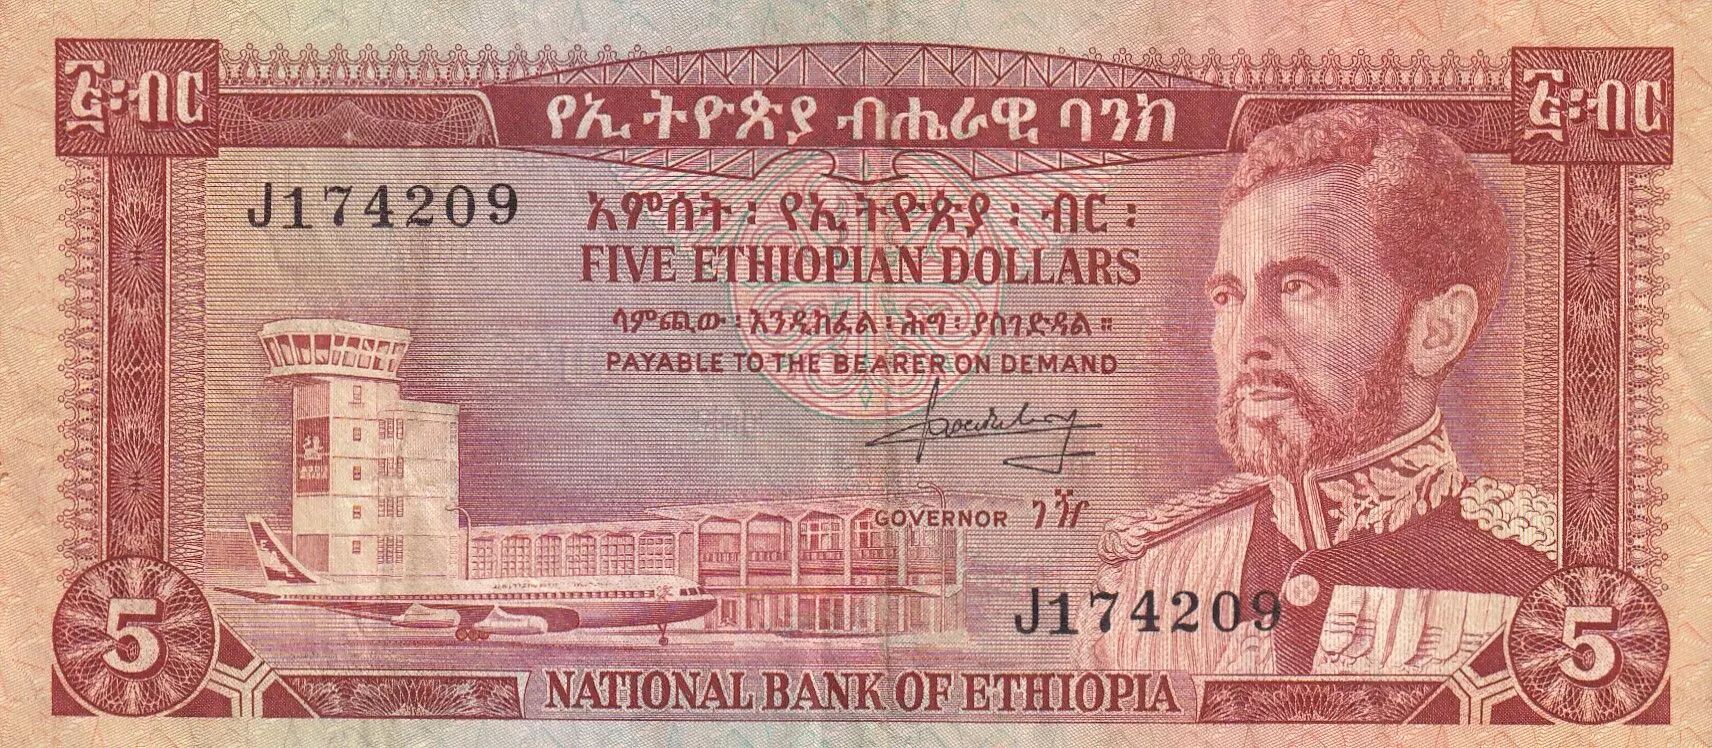 ፭፡ብር
የኢትዮጵያ ብሔራዊ ባንክ
፭፡ብር
J174209
አምስት፡ የኢትዮጵያ፡ ብር፡
FIVE ETHIOPIAN DOLLARS
ላምጪው፡እንዲከፈል፡ሕግ፡ያስገድዳል።
PAYABLE TO THE BEARER ON DEMAND
GOVERNOR ገዥ
J174209
5
NATIONAL BANK OF ETHIOPIA
5